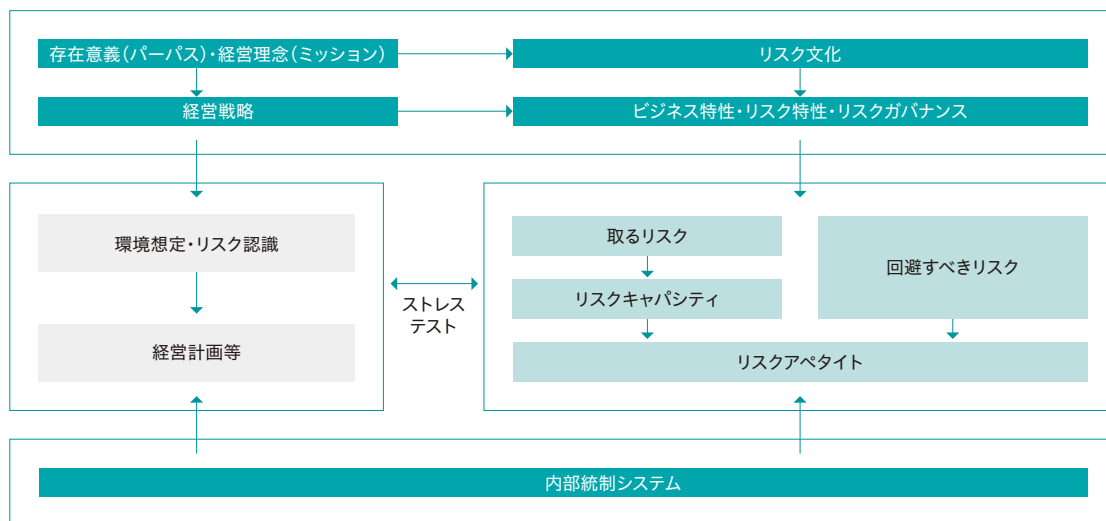 存在意義(パーパス)・経営理念(ミッション)
リスク文化
経営戦略
ビジネス特性・リスク特性・リスクガバナンス
環境想定・リスク認識
経営計画等
ストレス
テスト
取るリスク
リスクキャパシティ
回避すべきリスク
リスクアペタイト
内部統制システム